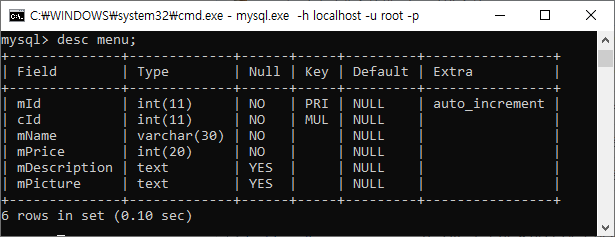 C:₩WINDOWS₩system32₩cmd.exe - mysql.exe  -h localhost -u root -p
mysql> desc menu;
+--------------+-------------+------+-----+---------+----------------+
| Field        | Type        | Null | Key | Default | Extra          |
+--------------+-------------+------+-----+---------+----------------+
| mId          | int(11)     | NO   | PRI | NULL    | auto_increment |
| cId          | int(11)     | NO   | MUL | NULL    |                |
| mName        | varchar(30) | NO   |     | NULL    |                |
| mPrice       | int(20)     | NO   |     | NULL    |                |
| mDescription | text        | YES  |     | NULL    |                |
| mPicture     | text        | YES  |     | NULL    |                |
+--------------+-------------+------+-----+---------+----------------+
6 rows in set (0.10 sec)